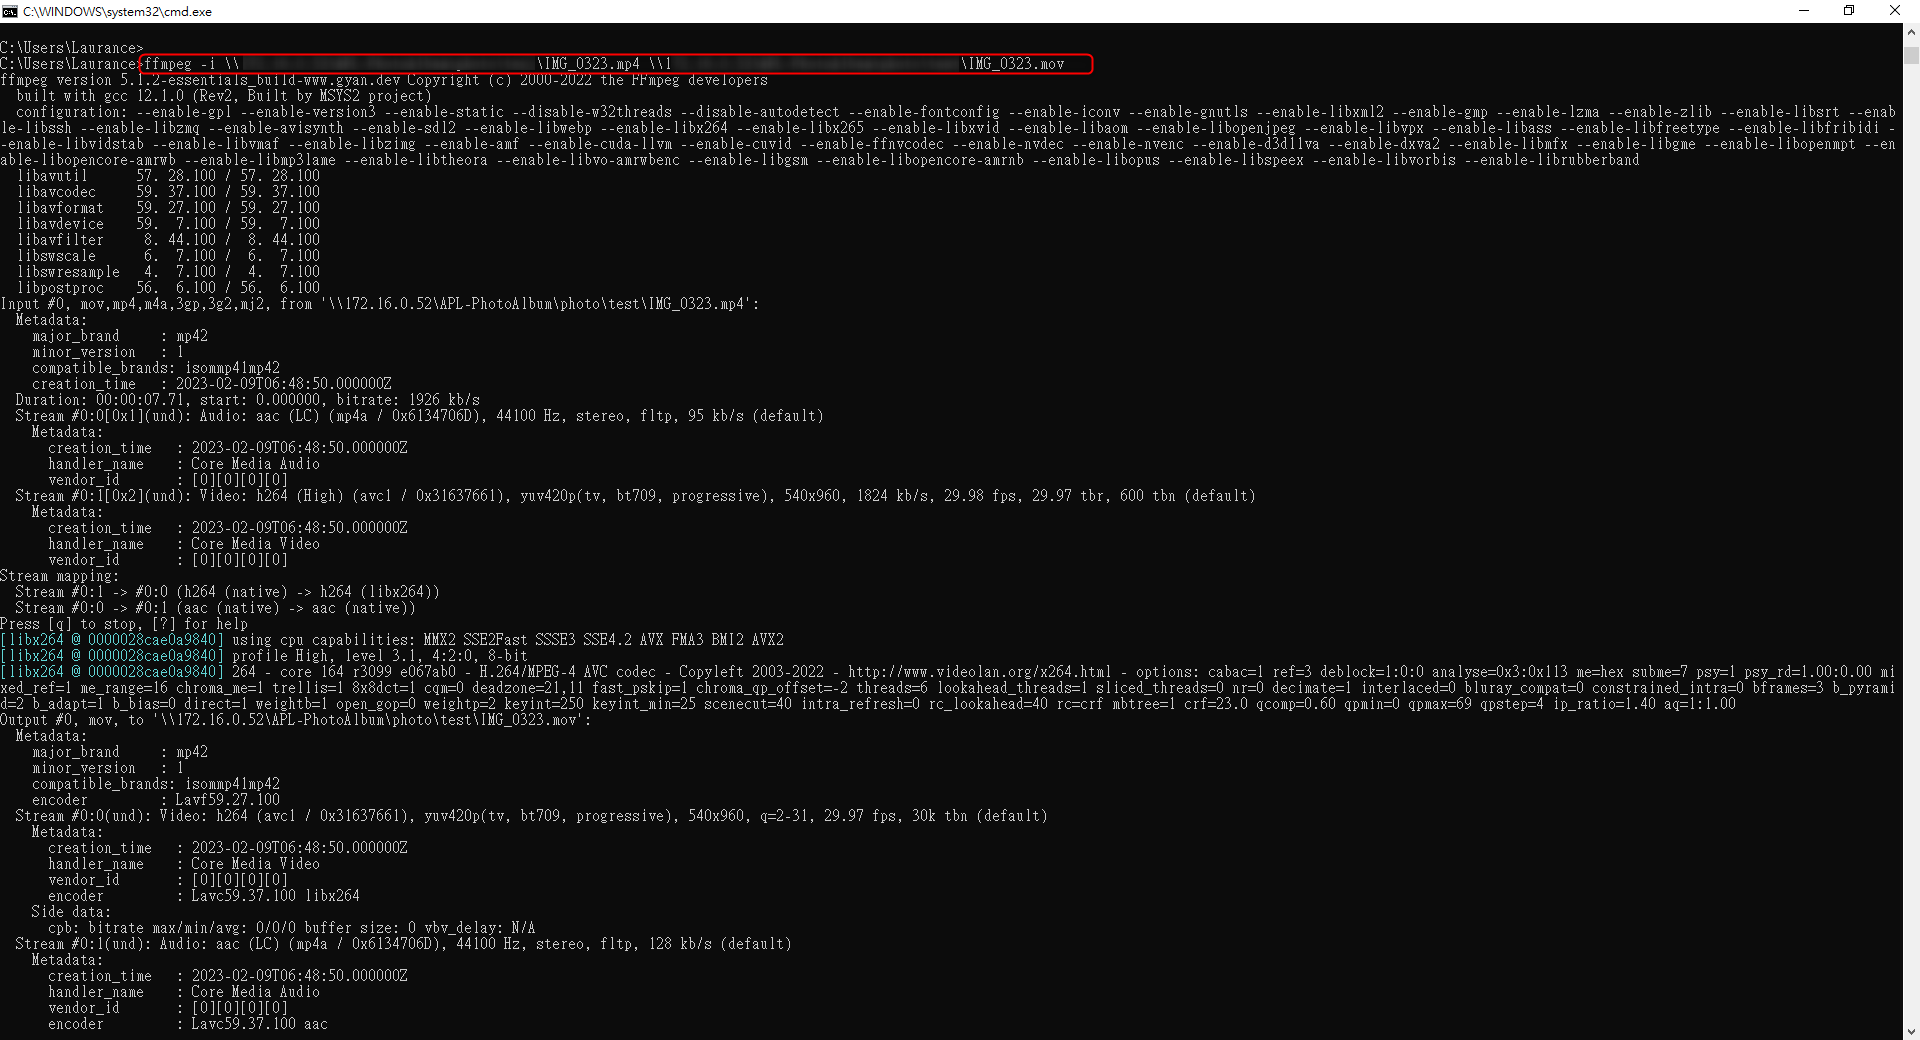 C:\WINDOWS\system32\cmd.exe
C:\Users\Laurance>
C:\Users\Laurance>ffmpeg -i \\ \IMG_0323.mp4 \\1 \IMG_0323.mov
ffmpeg version 5.1.2-essentials_build-www.gyan.dev Copyright (c) 2000-2022 the FFmpeg developers
  built with gcc 12.1.0 (Rev2, Built by MSYS2 project)
  configuration: --enable-gpl --enable-version3 --enable-static --disable-w32threads --disable-autodetect --enable-fontconfig --enable-iconv --enable-gnutls --enable-libxml2 --enable-gmp --enable-lzma --enable-zlib --enable-libsrt --enab
le-libssh --enable-libzmq --enable-avisynth --enable-sdl2 --enable-libwebp --enable-libx264 --enable-libx265 --enable-libxvid --enable-libaom --enable-libopenjpeg --enable-libvpx --enable-libass --enable-libfreetype --enable-libfribidi -
-enable-libvidstab --enable-libvmaf --enable-libzimg --enable-amf --enable-cuda-llvm --enable-cuvid --enable-ffnvcodec --enable-nvdec --enable-nvenc --enable-d3d11va --enable-dxva2 --enable-libmfx --enable-libgme --enable-libopenmpt --en
able-libopencore-amrwb --enable-libmp3lame --enable-libtheora --enable-libvo-amrwbenc --enable-libgsm --enable-libopencore-amrnb --enable-libopus --enable-libspeex --enable-libvorbis --enable-librubberband
  libavutil      57. 28.100 / 57. 28.100
  libavcodec     59. 37.100 / 59. 37.100
  libavformat    59. 27.100 / 59. 27.100
  libavdevice    59.  7.100 / 59.  7.100
  libavfilter     8. 44.100 /  8. 44.100
  libswscale      6.  7.100 /  6.  7.100
  libswresample   4.  7.100 /  4.  7.100
  libpostproc    56.  6.100 / 56.  6.100
Input #0, mov,mp4,m4a,3gp,3g2,mj2, from '\\172.16.0.52\APL-PhotoAlbum\photo\test\IMG_0323.mp4':
  Metadata:
    major_brand     : mp42
    minor_version   : 1
    compatible_brands: isommp41mp42
    creation_time   : 2023-02-09T06:48:50.000000Z
  Duration: 00:00:07.71, start: 0.000000, bitrate: 1926 kb/s
  Stream #0:0[0x1](und): Audio: aac (LC) (mp4a / 0x6134706D), 44100 Hz, stereo, fltp, 95 kb/s (default)
    Metadata:
      creation_time   : 2023-02-09T06:48:50.000000Z
      handler_name    : Core Media Audio
      vendor_id       : [0][0][0][0]
  Stream #0:1[0x2](und): Video: h264 (High) (avc1 / 0x31637661), yuv420p(tv, bt709, progressive), 540x960, 1824 kb/s, 29.98 fps, 29.97 tbr, 600 tbn (default)
    Metadata:
      creation_time   : 2023-02-09T06:48:50.000000Z
      handler_name    : Core Media Video
      vendor_id       : [0][0][0][0]
Stream mapping:
  Stream #0:1 -> #0:0 (h264 (native) -> h264 (libx264))
  Stream #0:0 -> #0:1 (aac (native) -> aac (native))
Press [q] to stop, [?] for help
[libx264 @ 0000028cae0a9840] using cpu capabilities: MMX2 SSE2Fast SSSE3 SSE4.2 AVX FMA3 BMI2 AVX2
[libx264 @ 0000028cae0a9840] profile High, level 3.1, 4:2:0, 8-bit
[libx264 @ 0000028cae0a9840] 264 - core 164 r3099 e067ab0 - H.264/MPEG-4 AVC codec - Copyleft 2003-2022 - http://www.videolan.org/x264.html - options: cabac=1 ref=3 deblock=1:0:0 analyse=0x3:0x113 me=hex subme=7 psy=1 psy_rd=1.00:0.00 mi
xed_ref=1 me_range=16 chroma_me=1 trellis=1 8x8dct=1 cqm=0 deadzone=21,11 fast_pskip=1 chroma_qp_offset=-2 threads=6 lookahead_threads=1 sliced_threads=0 nr=0 decimate=1 interlaced=0 bluray_compat=0 constrained_intra=0 bframes=3 b_pyrami
d=2 b_adapt=1 b_bias=0 direct=1 weightb=1 open_gop=0 weightp=2 keyint=250 keyint_min=25 scenecut=40 intra_refresh=0 rc_lookahead=40 rc=crf mbtree=1 crf=23.0 qcomp=0.60 qpmin=0 qpmax=69 qpstep=4 ip_ratio=1.40 aq=1:1.00
Output #0, mov, to '\\172.16.0.52\APL-PhotoAlbum\photo\test\IMG_0323.mov':
  Metadata:
    major_brand     : mp42
    minor_version   : 1
    compatible_brands: isommp41mp42
    encoder         : Lavf59.27.100
  Stream #0:0(und): Video: h264 (avc1 / 0x31637661), yuv420p(tv, bt709, progressive), 540x960, q=2-31, 29.97 fps, 30k tbn (default)
    Metadata:
      creation_time   : 2023-02-09T06:48:50.000000Z
      handler_name    : Core Media Video
      vendor_id       : [0][0][0][0]
      encoder         : Lavc59.37.100 libx264
    Side data:
      cpb: bitrate max/min/avg: 0/0/0 buffer size: 0 vbv_delay: N/A
  Stream #0:1(und): Audio: aac (LC) (mp4a / 0x6134706D), 44100 Hz, stereo, fltp, 128 kb/s (default)
    Metadata:
      creation_time   : 2023-02-09T06:48:50.000000Z
      handler_name    : Core Media Audio
      vendor_id       : [0][0][0][0]
      encoder         : Lavc59.37.100 aac